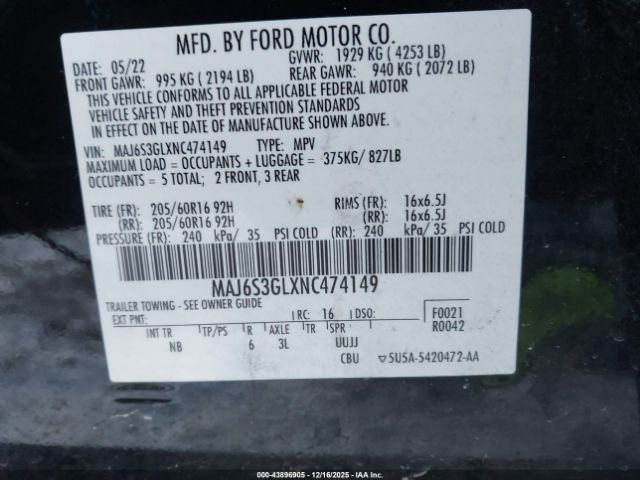 MFD. BY FORD MOTOR CO.
DATE: 05/22 GVWR: 1929 KG ( 4253 LB)
FRONT GAWR: 995 KG ( 2194 LB) REAR GAWR: 940 KG ( 2072 LB)
THIS VEHICLE CONFORMS TO ALL APPLICABLE FEDERAL MOTOR
VEHICLE SAFETY AND THEFT PREVENTION STANDARDS
IN EFFECT ON THE DATE OF MANUFACTURE SHOWN ABOVE.
VIN: MAJ6S3GLXNC474149 TYPE: MPV
MAXIMUM LOAD = OCCUPANTS + LUGGAGE = 375KG/ 827LB
OCCUPANTS = 5 TOTAL; 2 FRONT, 3 REAR
TIRE (FR): 205/60R16 92H RIMS (FR): 16x6.5J
(RR): 205/60R16 92H (RR): 16x6.5J
PRESSURE (FR): 240 kPa/ 35 PSI COLD (RR): 240 kPa/ 35 PSI COLD
MAJ6S3GLXNC474149
TRAILER TOWING - SEE OWNER GUIDE
EXT PNT: RC: 16 DSO: F0021
R0042
INT TR TP/PS R AXLE TR SPR
NB 6 3L UUJJ
CBU ▽5U5A-5420472-AA
000-43896905 - 12/16/2025 - IAA Inc.